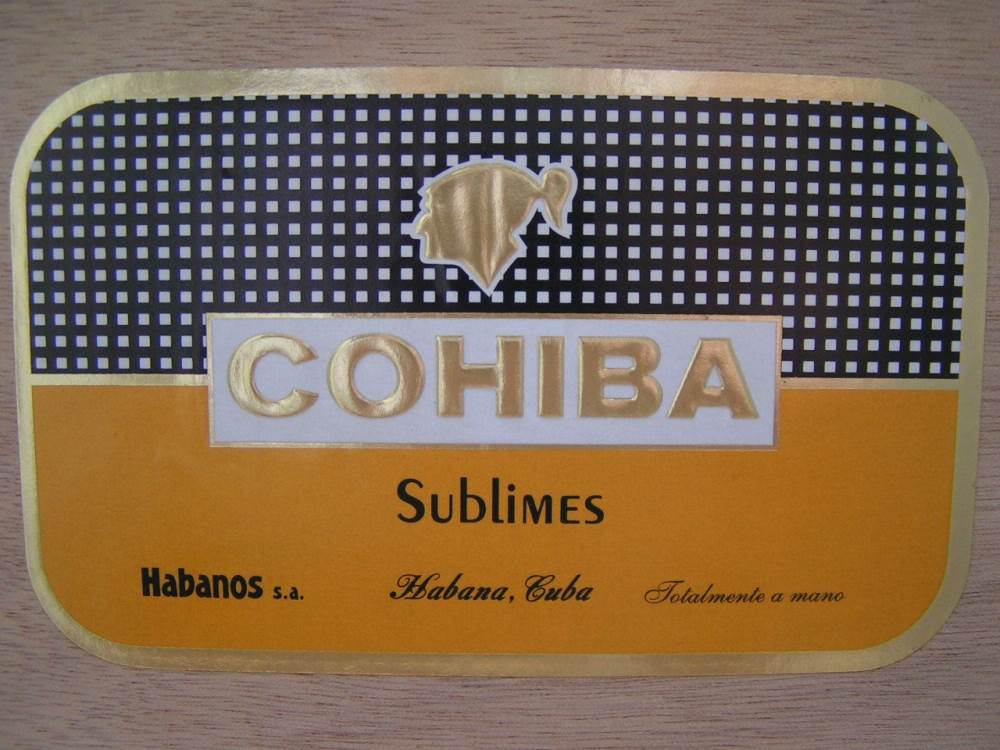 COHIBA
SUbliMES
Habanos s.a.
Habana, Cuba
Totalmente a mano